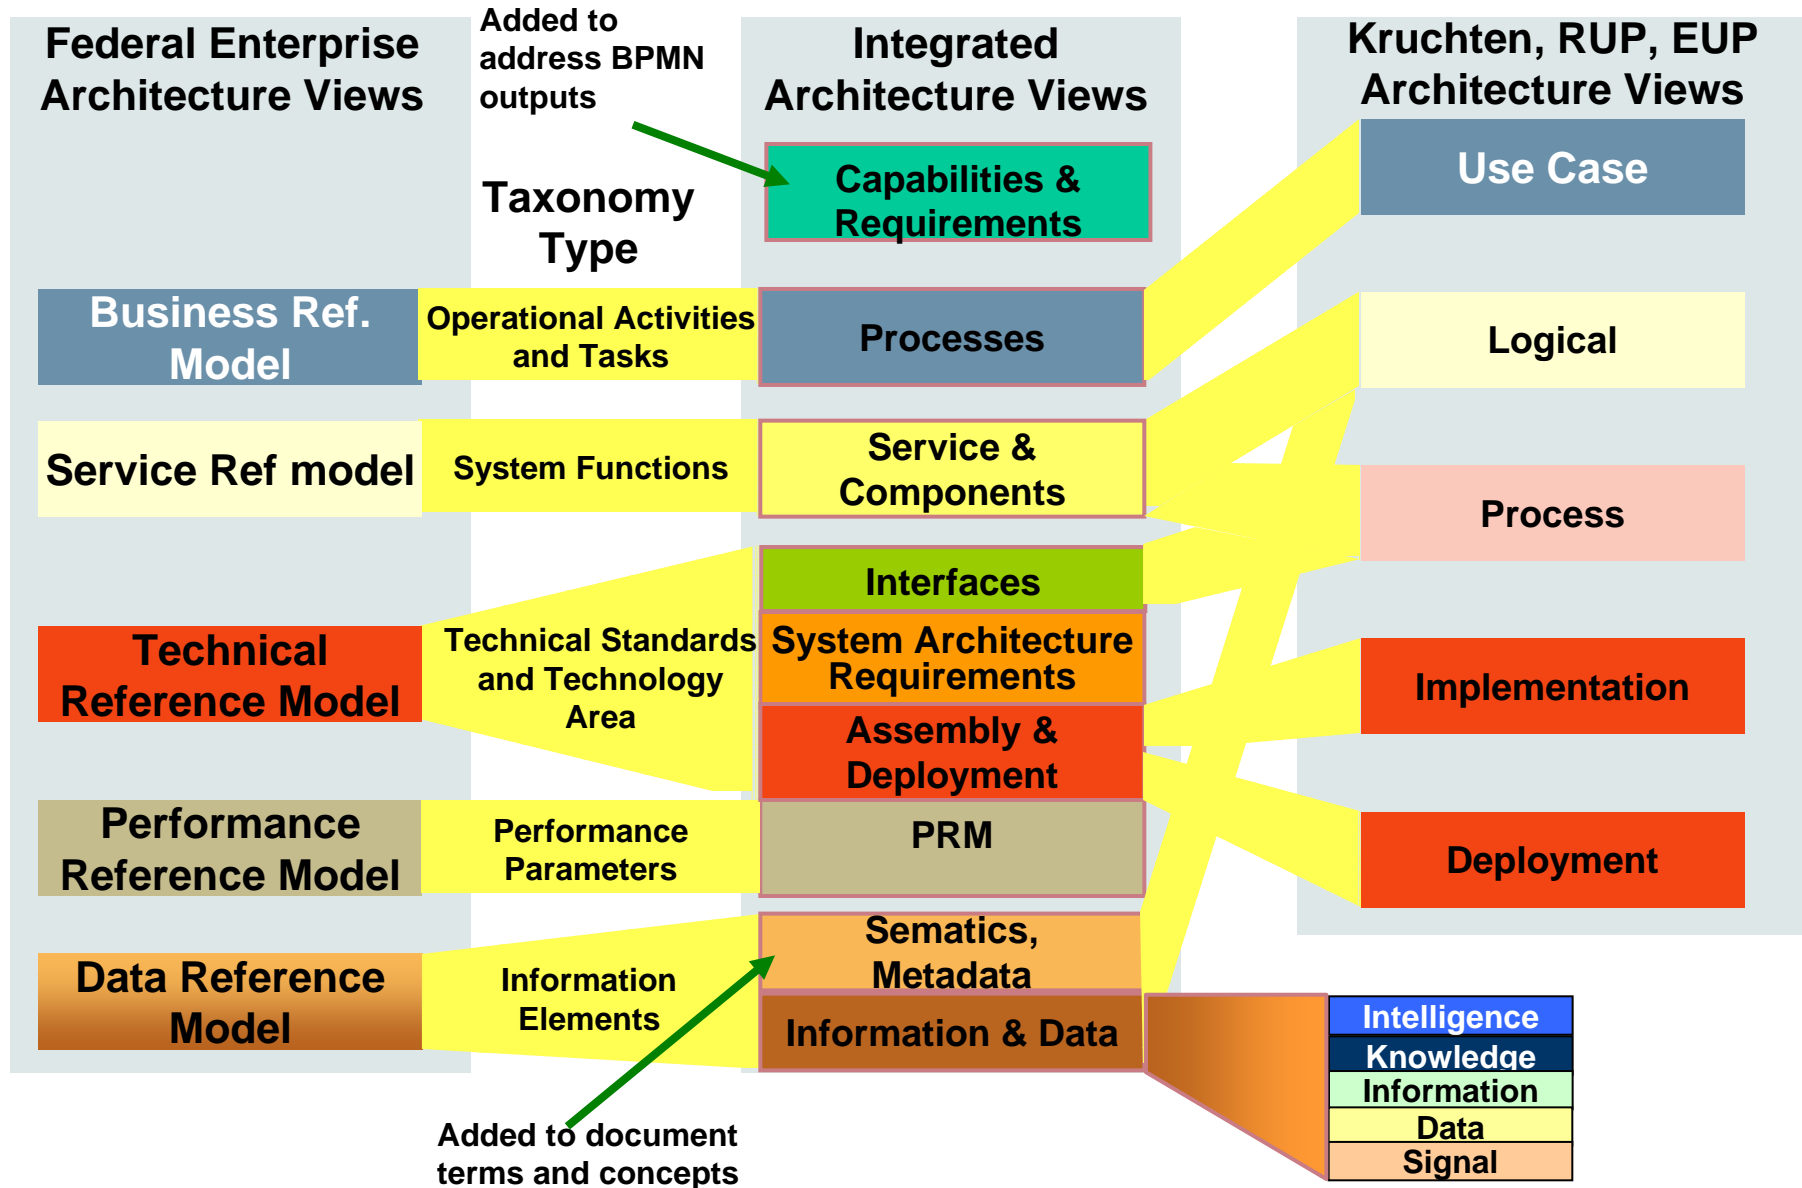 Federal Enterprise
Architecture Views
Added to
address BPMN
outputs
Integrated
Architecture Views
Kruchten, RUP, EUP
Architecture Views
Taxonomy
Type
Capabilities &
Requirements
Use Case
Business Ref.
Model
Operational Activities
and Tasks
Processes
Logical
Service Ref model
System Functions
Service &
Components
Process
Interfaces
Technical
Reference Model
Technical Standards
and Technology
Area
System Architecture
Requirements
Implementation
Assembly &
Deployment
Performance
Reference Model
Performance
Parameters
PRM
Deployment
Data Reference
Model
Information
Elements
Sematics,
Metadata
Information & Data
Intelligence
Knowledge
Information
Data
Signal
Added to document
terms and concepts